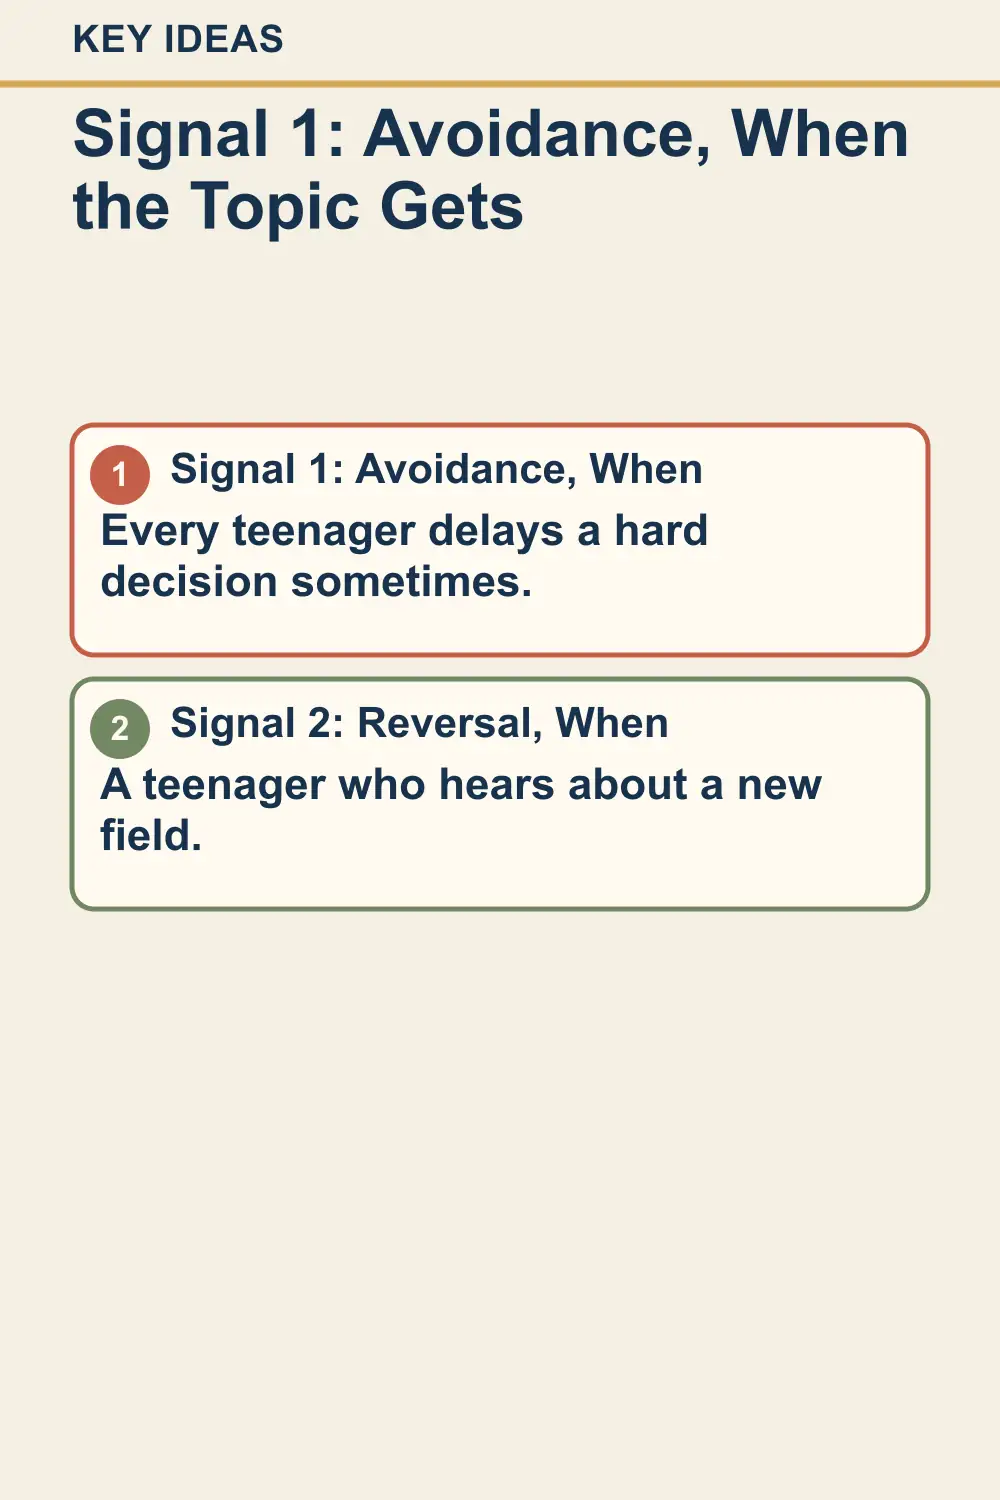 KEY IDEAS
Signal 1: Avoidance, When
the Topic Gets
1 Signal 1: Avoidance, When
Every teenager delays a hard
decision sometimes.
2 Signal 2: Reversal, When
A teenager who hears about a new
field.